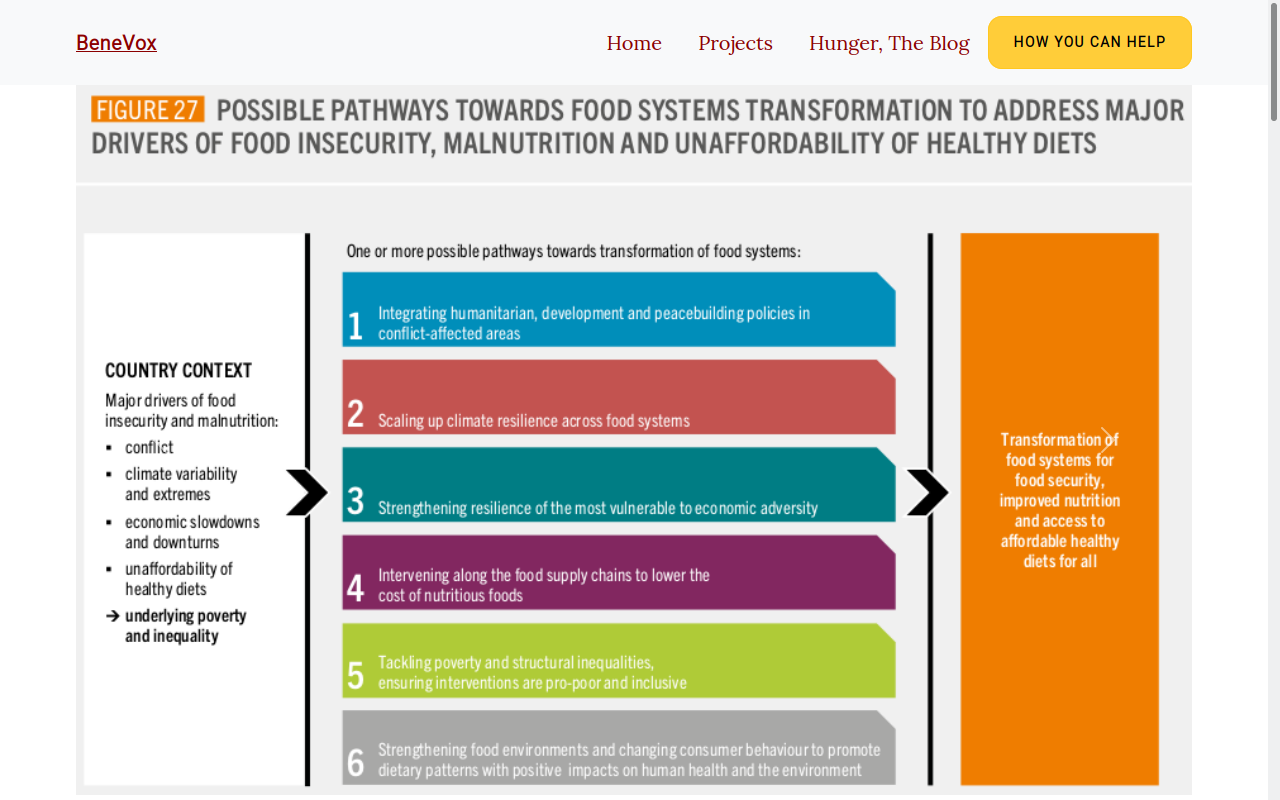 BeneVox
Home Projects Hunger, The Blog HOW YOU CAN HELP
FIGURE 27 POSSIBLE PATHWAYS TOWARDS FOOD SYSTEMS TRANSFORMATION TO ADDRESS MAJOR
DRIVERS OF FOOD INSECURITY, MALNUTRITION AND UNAFFORDABILITY OF HEALTHY DIETS
COUNTRY CONTEXT
Major drivers of food
insecurity and malnutrition:
▪ conflict
▪ climate variability
and extremes
▪ economic slowdowns
and downturns
▪ unaffordability of
healthy diets
→ underlying poverty
and inequality
One or more possible pathways towards transformation of food systems:
1 Integrating humanitarian, development and peacebuilding policies in
conflict-affected areas
2 Scaling up climate resilience across food systems
3 Strengthening resilience of the most vulnerable to economic adversity
4 Intervening along the food supply chains to lower the
cost of nutritious foods
5 Tackling poverty and structural inequalities,
ensuring interventions are pro-poor and inclusive
6 Strengthening food environments and changing consumer behaviour to promote
dietary patterns with positive impacts on human health and the environment
Transformation of
food systems for
food security,
improved nutrition
and access to
affordable healthy
diets for all